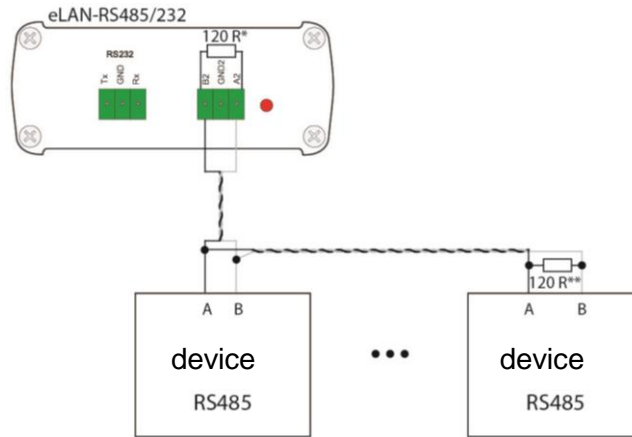 eLAN-RS485/232
120 R*
RS232
Tx
GND
Rx
B2
GND2
A2
120 R**
A B
A B
device
device
RS485
RS485